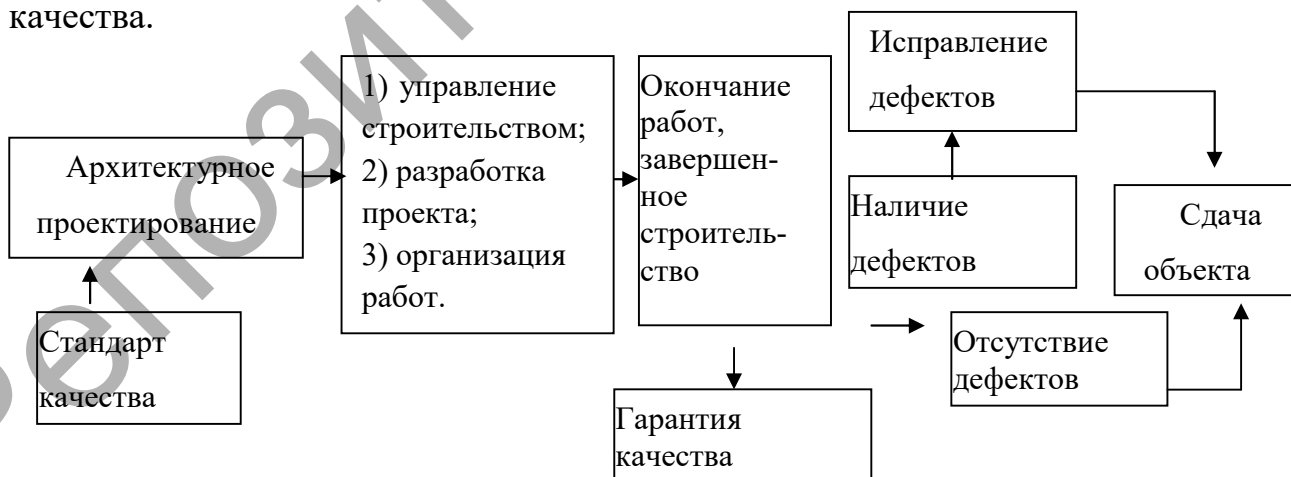 качества.
Архитектурное
проектирование
Стандарт
качества
1) управление
строительством;
2) разработка
проекта;
3) организация
работ.
Окончание
работ,
завершен-
ное
строитель-
ство
Гарантия
качества
Исправление
дефектов
Наличие
дефектов
Отсутствие
дефектов
Сдача
объекта